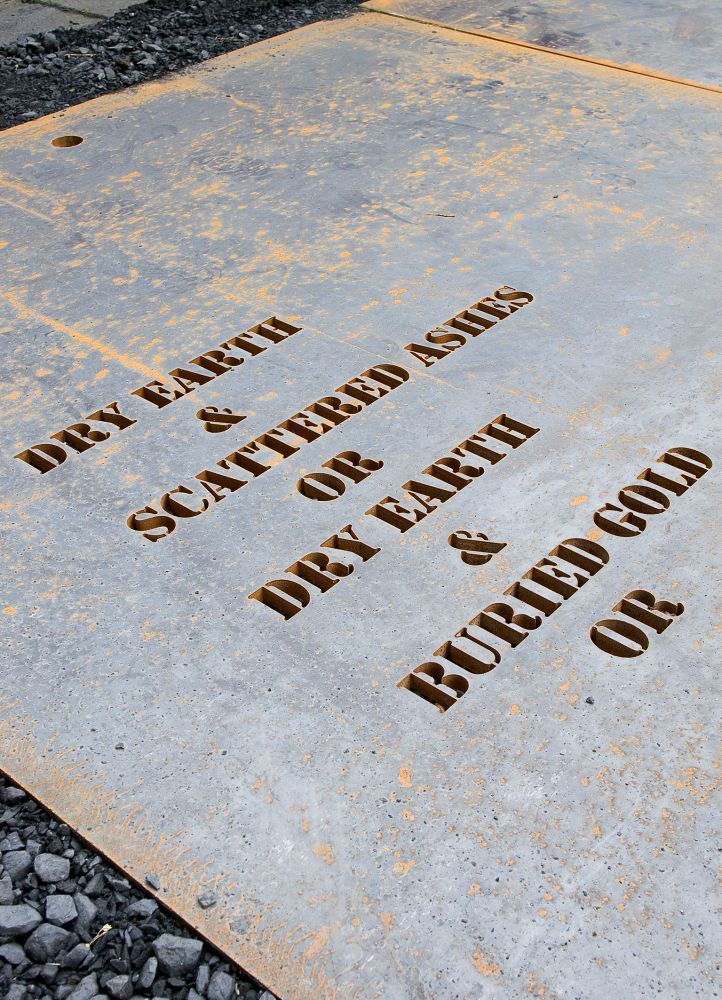 DRY EARTH
&
SCATTERED ASHES
OR
DRY EARTH
&
BURIED GOLD
OR